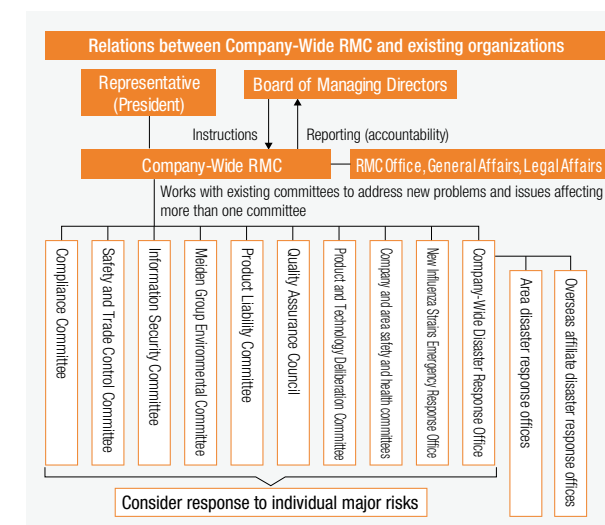 Relations between Company-Wide RMC and existing organizations
Representative
(President)
Board of Managing Directors
Instructions
Reporting (accountability)
Company-Wide RMC
RMC Office, General Affairs, Legal Affairs
Works with existing committees to address new problems and issues affecting
more than one committee
Compliance Committee
Safety and Trade Control Committee
Information Security Committee
Meiden Group Environmental Committee
Product Liability Committee
Quality Assurance Council
Product and Technology Deliberation Committee
Company and area safety and health committees
New Influenza Strains Emergency Response Office
Company-Wide Disaster Response Office
Area disaster response offices
Overseas affiliate disaster response offices
Consider response to individual major risks